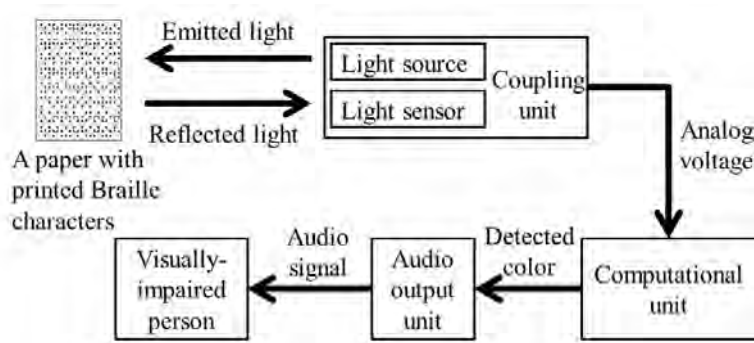 Emitted light
Light source
Light sensor
Coupling
unit
Reflected light
Analog
voltage
A paper with
printed Braille
characters
Visually-
impaired
person
Audio
signal
Audio
output
unit
Detected
color
Computational
unit